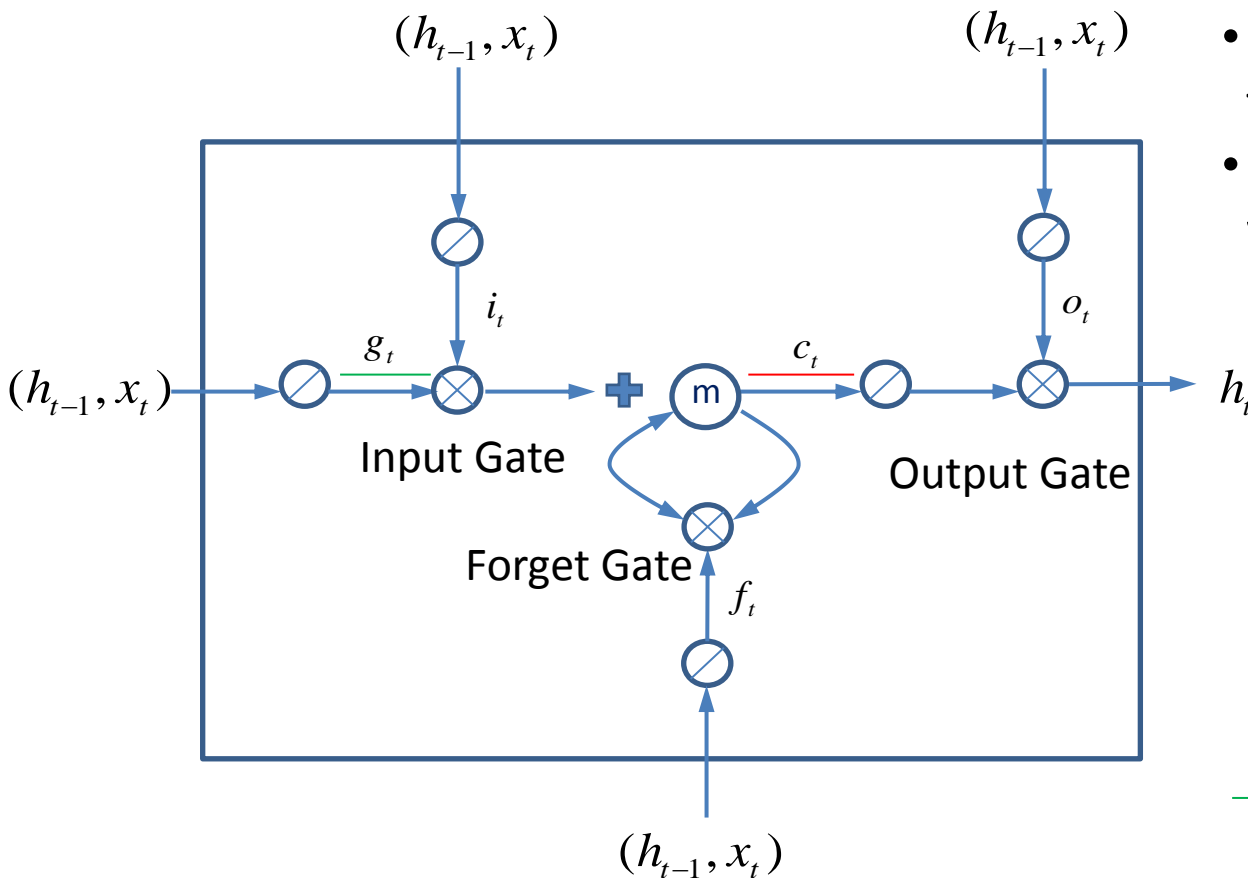 (h_{t-1}, x_t) (h_{t-1}, x_t)
•
•
i_t o_t
g_t c_t
(h_{t-1}, x_t) m h_t
Input Gate
Output Gate
Forget Gate
f_t
(h_{t-1}, x_t)